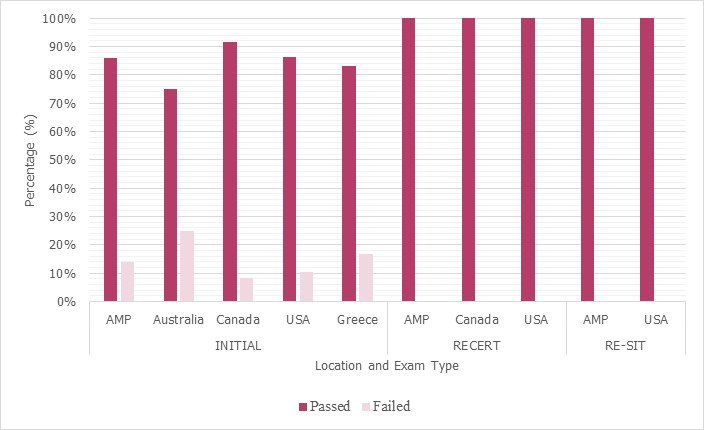 100%
90%
80%
70%
60%
50%
40%
30%
20%
10%
0%
Percentage (%)
AMP Australia Canada USA Greece AMP Canada USA AMP USA
INITIAL RECERT RE-SIT
Location and Exam Type
Passed Failed